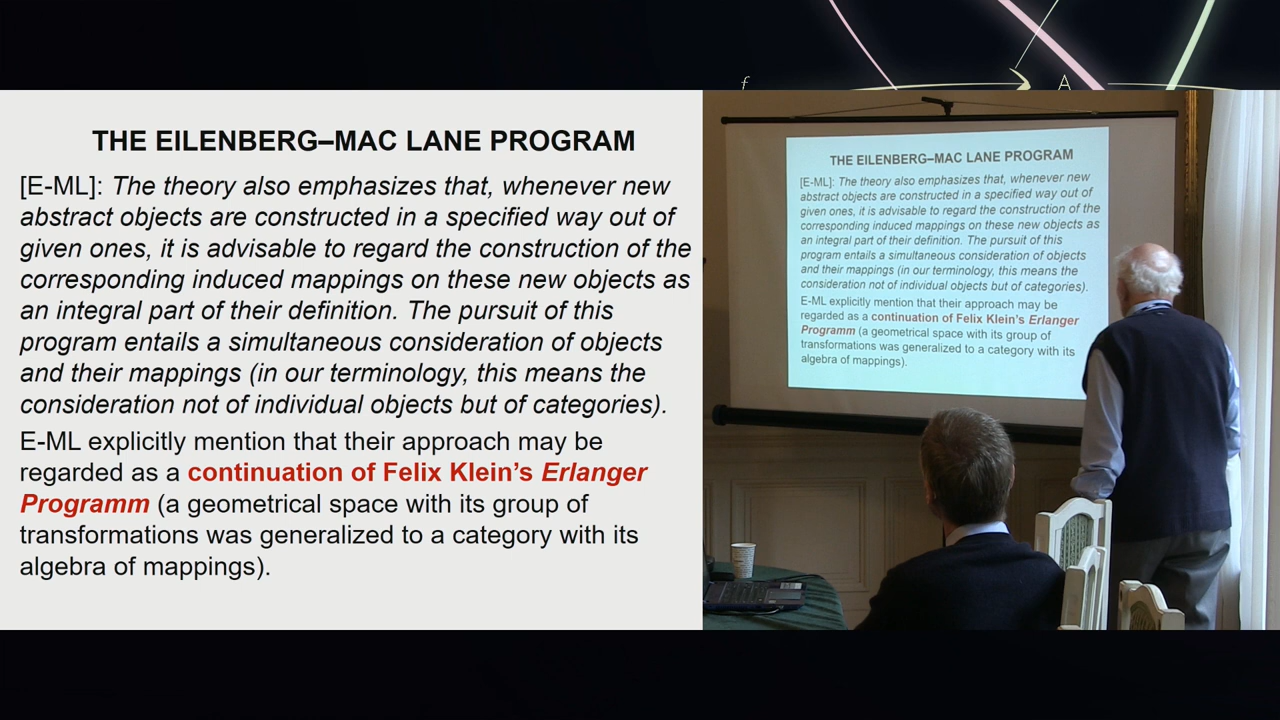 f
A
THE EILENBERG–MAC LANE PROGRAM
[E-ML]: The theory also emphasizes that, whenever new
abstract objects are constructed in a specified way out of
given ones, it is advisable to regard the construction of the
corresponding induced mappings on these new objects as
an integral part of their definition. The pursuit of this
program entails a simultaneous consideration of objects
and their mappings (in our terminology, this means the
consideration not of individual objects but of categories).
E-ML explicitly mention that their approach may be
regarded as a continuation of Felix Klein’s Erlanger
Programm (a geometrical space with its group of
transformations was generalized to a category with its
algebra of mappings).
THE EILENBERG–MAC LANE PROGRAM
[E-ML]: The theory also emphasizes that, whenever new
abstract objects are constructed in a specified way out of
given ones, it is advisable to regard the construction of the
corresponding induced mappings on these new objects as
an integral part of their definition. The pursuit of this
program entails a simultaneous consideration of objects
and their mappings (in our terminology, this means the
consideration not of individual objects but of categories).
E-ML explicitly mention that their approach may be
regarded as a continuation of Felix Klein’s Erlanger
Programm (a geometrical space with its group of
transformations was generalized to a category with its
algebra of mappings).